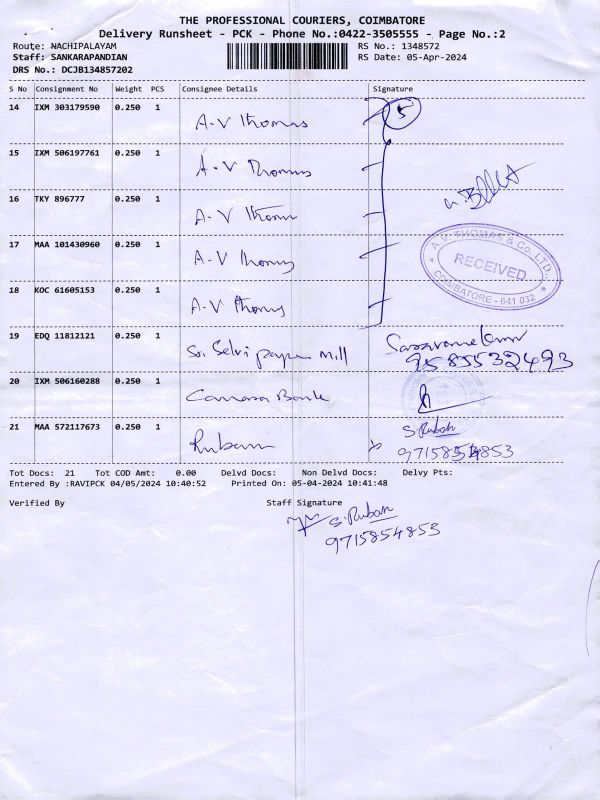 THE PROFESSIONAL COURIERS, COIMBATORE
Delivery Runsheet - PCK - Phone No.:0422-3505555 - Page No.:2
Route: NACHIPALAYAM RS No.: 1348572
Staff: SANKARAPANDIAN RS Date: 05-Apr-2024
DRS No.: DCJB134857202
S No Consignment No Weight PCS Consignee Details Signature
14 IXM 303179590 0.250 1 A-V Thomas 5
15 IXM 506197761 0.250 1 A-V Thomas
16 TKY 896777 0.250 1 A-V Thomas
17 MAA 101430960 0.250 1 A-V Thomas
A.V. THOMAS & Co. LTD.,
RECEIVED
COIMBATORE - 641 032
18 KOC 61605153 0.250 1 A-V Thomas
19 EDQ 11812121 0.250 1 Sri Selvi paper mill
9585532493
20 IXM 506160288 0.250 1 Canara Bank
21 MAA 572117673 0.250 1 Ruban S.Ruban
9715854853
Tot Docs: 21 Tot COD Amt: 0.00 Delvd Docs: Non Delvd Docs: Delvy Pts:
Entered By :RAVIPCK 04/05/2024 10:40:52 Printed On: 05-04-2024 10:41:48
Verified By Staff Signature
S.Ruban
9715854853